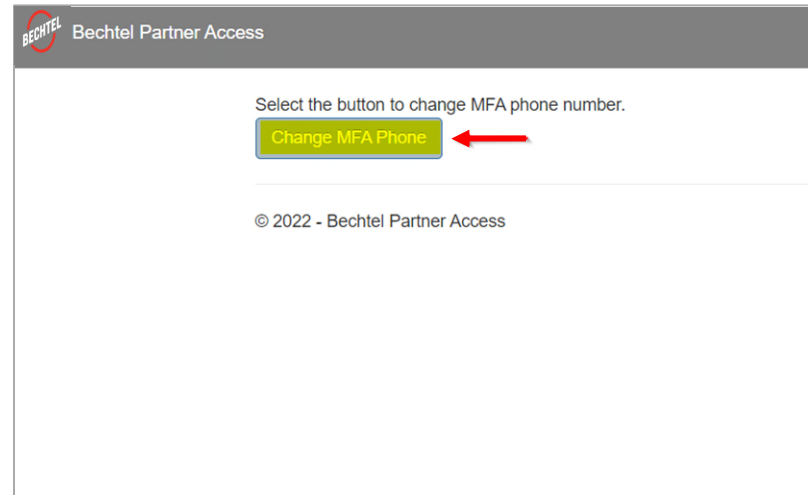 BECHTEL
Bechtel Partner Access
Select the button to change MFA phone number.
Change MFA Phone
© 2022 - Bechtel Partner Access